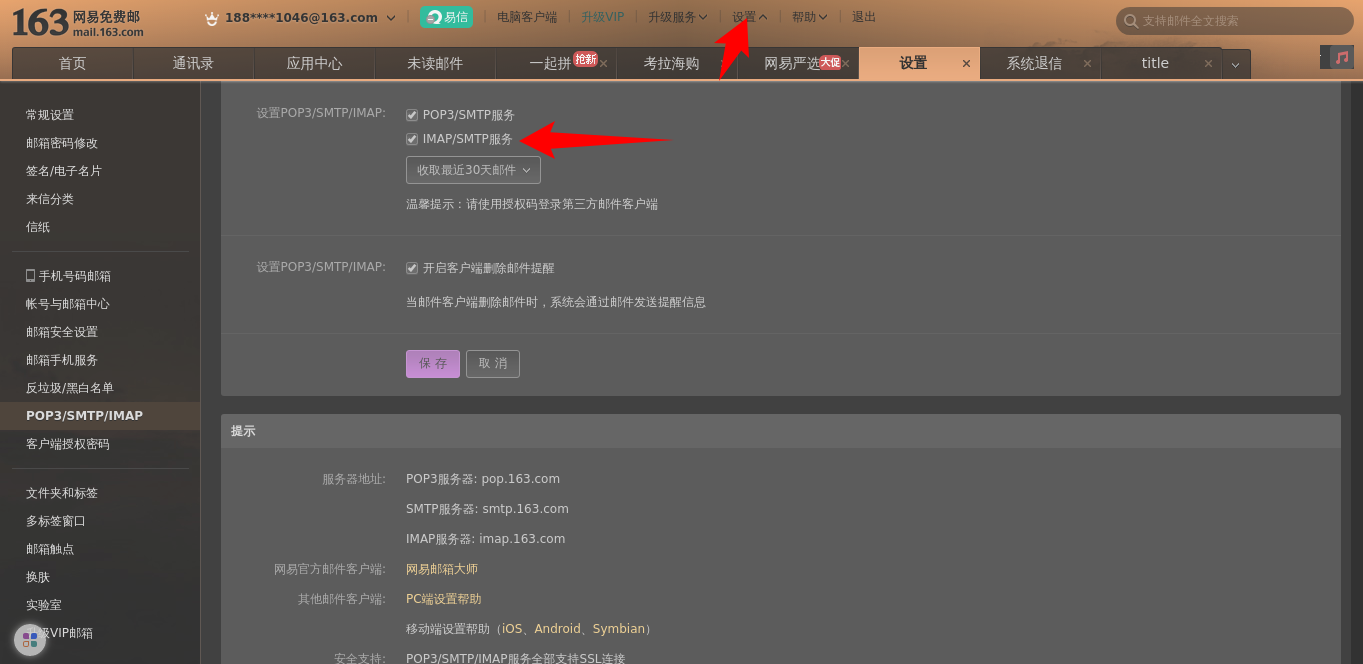 163 网易免费邮
mail.163.com
188****1046@163.com
易信
电脑客户端
升级VIP
升级服务
设置
帮助
退出
支持邮件全文搜索
首页
通讯录
应用中心
未读邮件
一起拼 抢新
考拉海购
网易严选 大促
设置
系统退信
title
常规设置
邮箱密码修改
签名/电子名片
来信分类
信纸
手机号码邮箱
帐号与邮箱中心
邮箱安全设置
邮箱手机服务
反垃圾/黑白名单
POP3/SMTP/IMAP
客户端授权密码
文件夹和标签
多标签窗口
邮箱触点
换肤
实验室
级VIP邮箱
设置POP3/SMTP/IMAP: POP3/SMTP服务
IMAP/SMTP服务
收取最近30天邮件
温馨提示：请使用授权码登录第三方邮件客户端
设置POP3/SMTP/IMAP: 开启客户端删除邮件提醒
当邮件客户端删除邮件时，系统会通过邮件发送提醒信息
保 存 取 消
提示
服务器地址: POP3服务器: pop.163.com
SMTP服务器: smtp.163.com
IMAP服务器: imap.163.com
网易官方邮件客户端: 网易邮箱大师
其他邮件客户端: PC端设置帮助
移动端设置帮助（iOS、Android、Symbian）
安全支持: POP3/SMTP/IMAP服务全部支持SSL连接